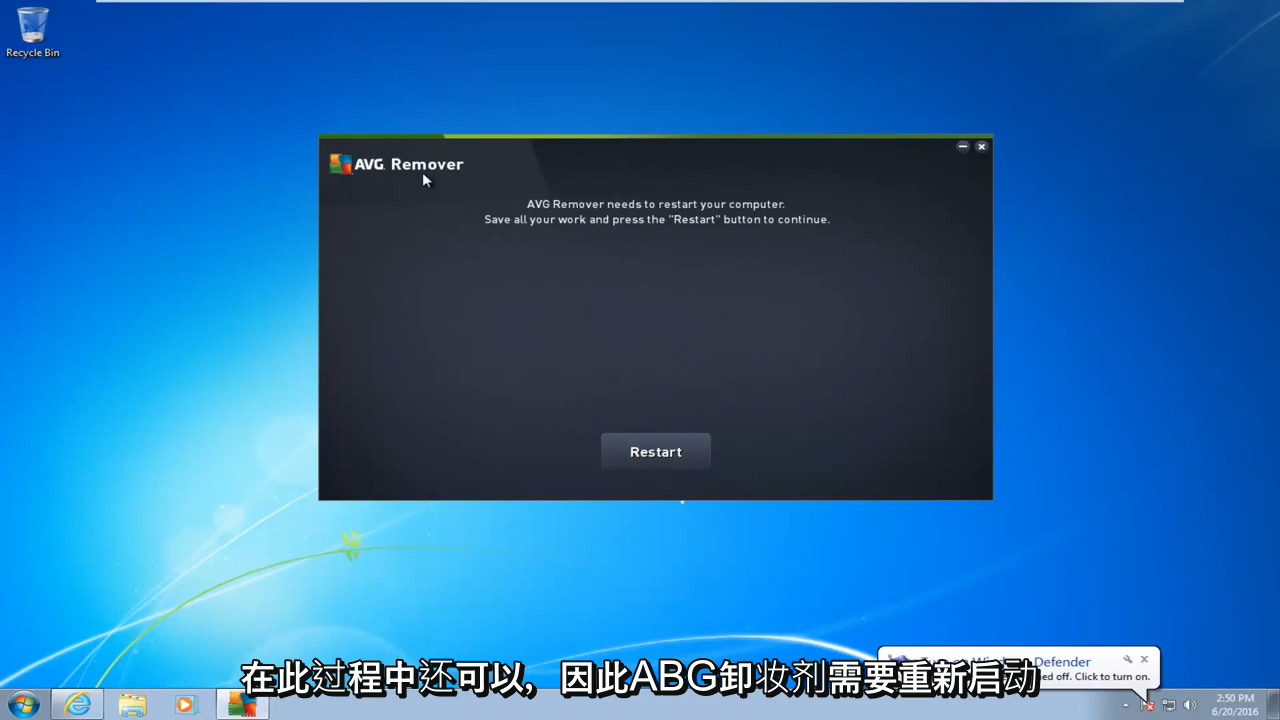 Recycle Bin
AVG Remover
AVG Remover needs to restart your computer.
Save all your work and press the "Restart" button to continue.
Restart
Defender
ed off. Click to turn on.
在此过程中还可以，因此ABG卸妆剂需要重新启动
2:50 PM
6/20/2016